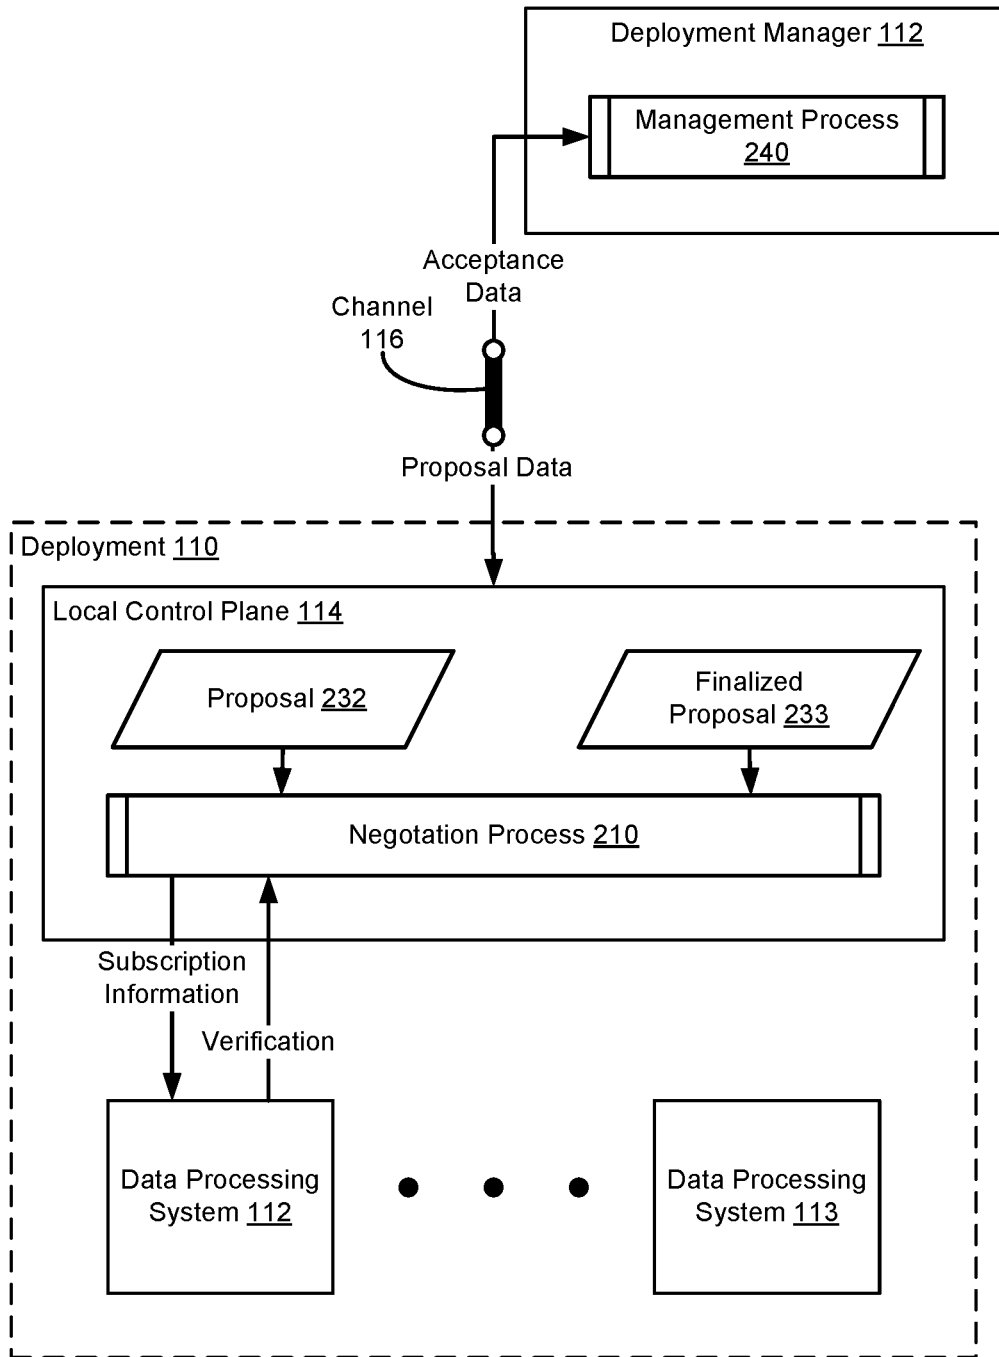 Deployment Manager 112
Management Process
240
Acceptance
Data
Channel
116
Proposal Data
Deployment 110
Local Control Plane 114
Proposal 232
Finalized
Proposal 233
Negotation Process 210
Subscription
Information
Verification
Data Processing
System 112
Data Processing
System 113